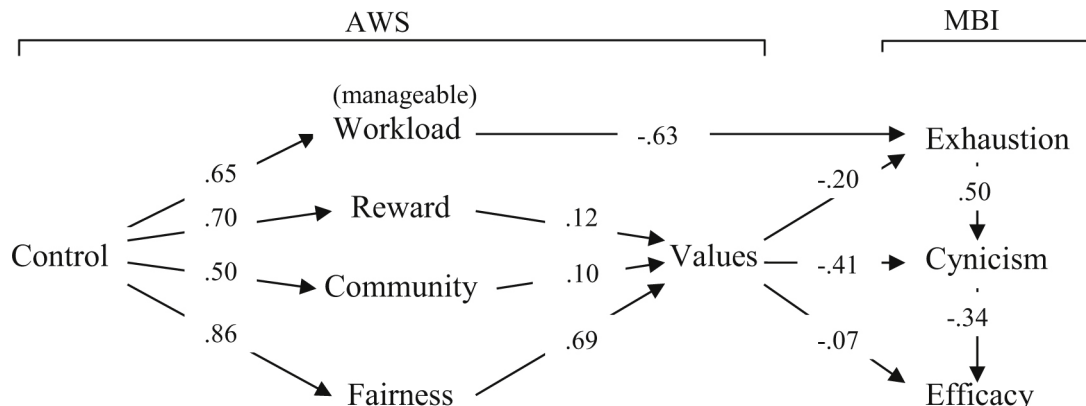 AWS
MBI
(manageable)
Workload
-.63
Exhaustion
.65
-.20
.50
.70
Reward
.12
Control
Values
-.41
Cynicism
.50
Community
.10
.86
.69
-.07
-.34
Fairness
Efficacy